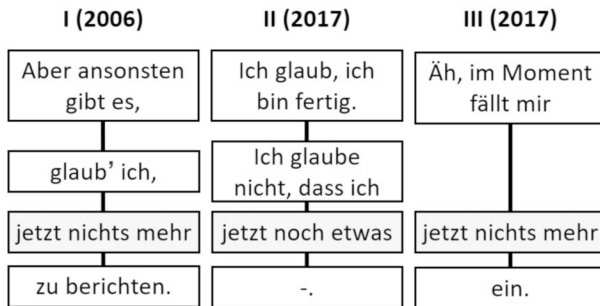 I (2006)
Aber ansonsten
gibt es,
glaub’ ich,
jetzt nichts mehr
zu berichten.
II (2017)
Ich glaub, ich
bin fertig.
Ich glaube
nicht, dass ich
jetzt noch etwas
-.
III (2017)
Äh, im Moment
fällt mir
jetzt nichts mehr
ein.